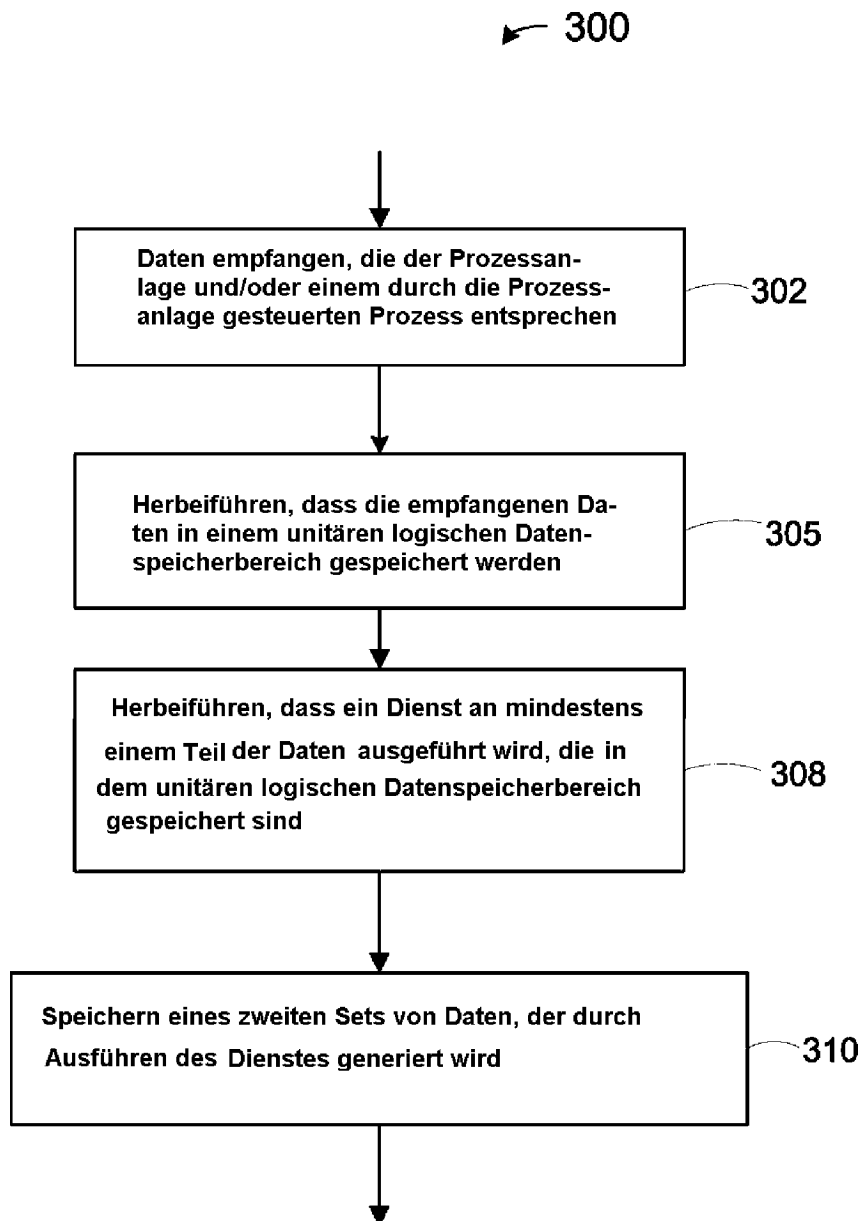 300
Daten empfangen, die der Prozessan-
lage und/oder einem durch die Prozess-
anlage gesteuerten Prozess entsprechen
302
Herbeiführen, dass die empfangenen Da-
ten in einem unitären logischen Daten-
speicherbereich gespeichert werden
305
Herbeiführen, dass ein Dienst an mindestens
einem Teil der Daten ausgeführt wird, die in
dem unitären logischen Datenspeicherbereich
gespeichert sind
308
Speichern eines zweiten Sets von Daten, der durch
Ausführen des Dienstes generiert wird
310